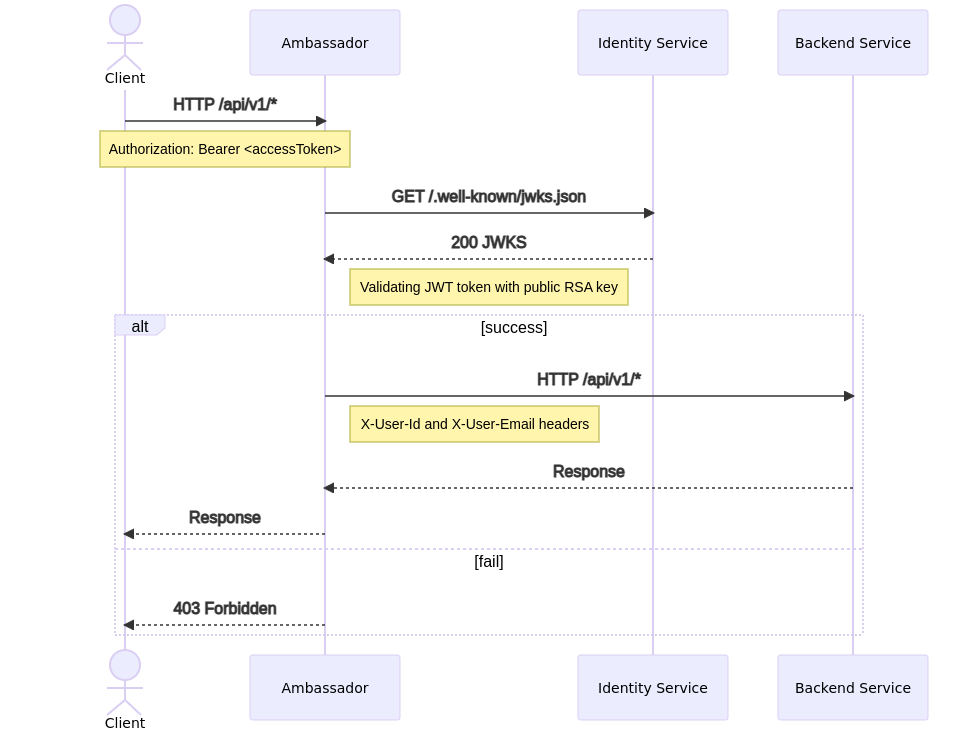 Client
Ambassador
Identity Service
Backend Service
HTTP /api/v1/*
Authorization: Bearer <accessToken>
GET /.well-known/jwks.json
200 JWKS
Validating JWT token with public RSA key
alt
[success]
HTTP /api/v1/*
X-User-Id and X-User-Email headers
Response
Response
[fail]
403 Forbidden
Client
Ambassador
Identity Service
Backend Service